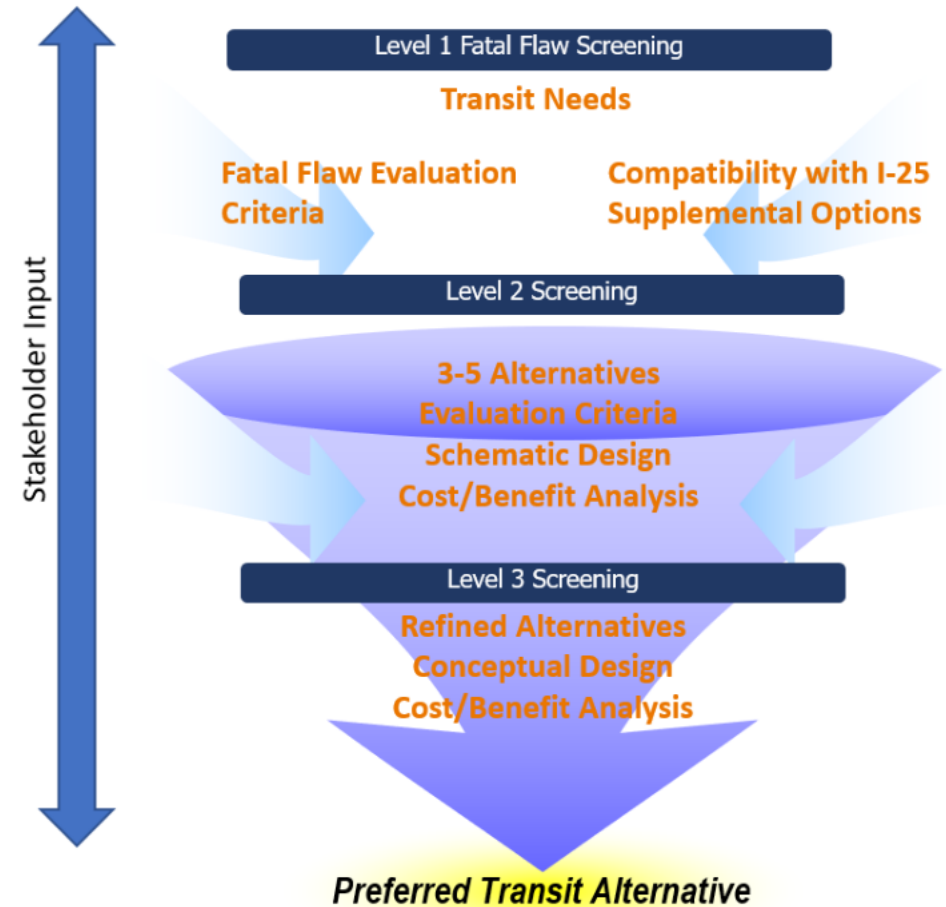 Level 1 Fatal Flaw Screening
Transit Needs
Fatal Flaw Evaluation
Criteria
Compatibility with I-25
Supplemental Options
Stakeholder Input
Level 2 Screening
3-5 Alternatives
Evaluation Criteria
Schematic Design
Cost/Benefit Analysis
Level 3 Screening
Refined Alternatives
Conceptual Design
Cost/Benefit Analysis
Preferred Transit Alternative